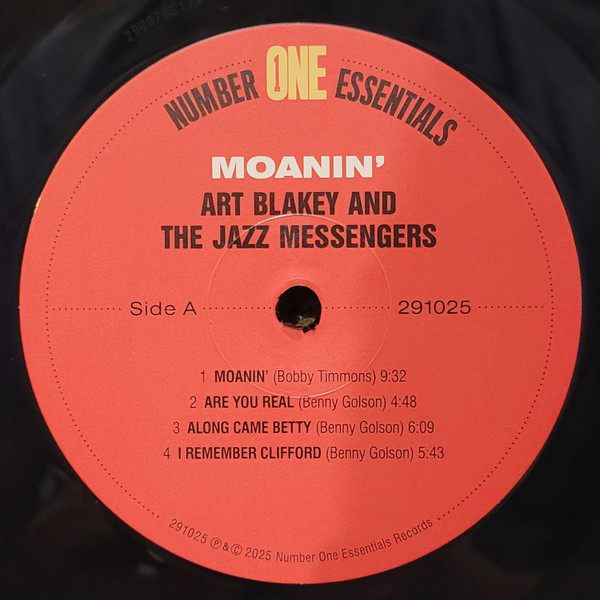 NUMBER ONE ESSENTIALS
MOANIN'
ART BLAKEY AND
THE JAZZ MESSENGERS
Side A
291025
1 MOANIN' (Bobby Timmons) 9:32
2 ARE YOU REAL (Benny Golson) 4:48
3 ALONG CAME BETTY (Benny Golson) 6:09
4 I REMEMBER CLIFFORD (Benny Golson) 5:43
291025 ℗&© 2025 Number One Essentials Records